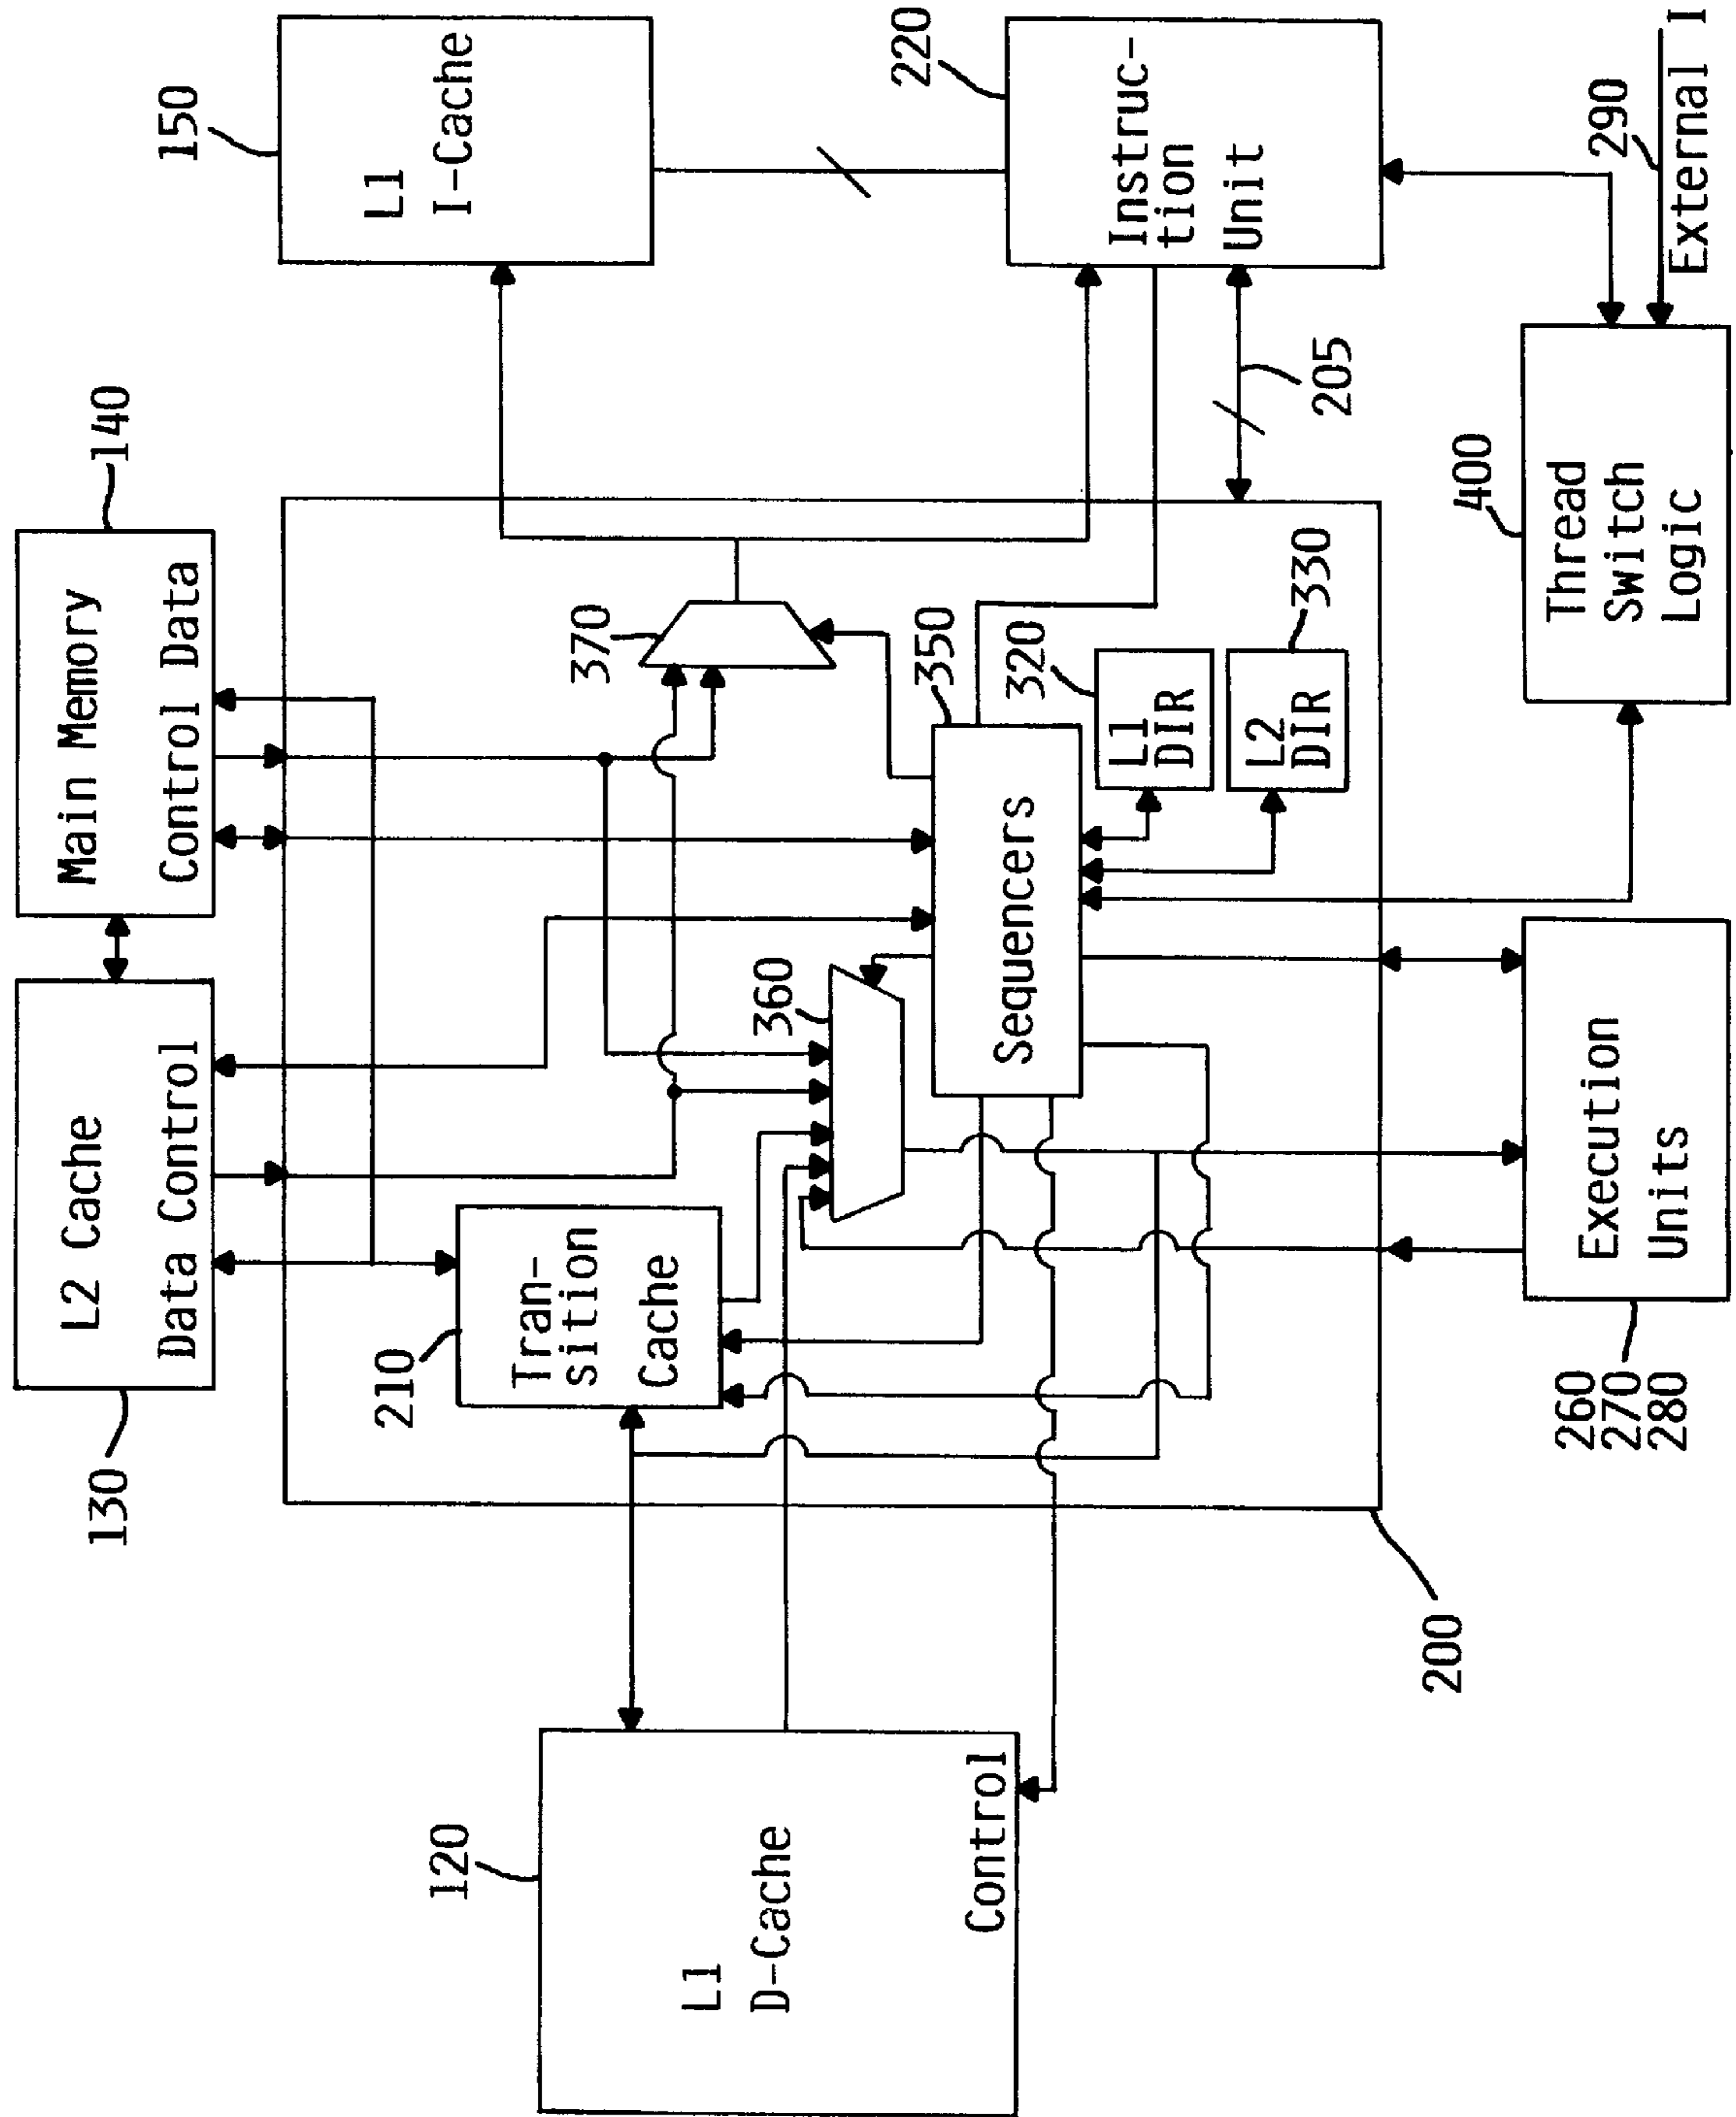 L2 Cache
Data Control
130
Main Memory
Control Data
140
L1
I-Cache
150
210
Tran-
sition
Cache
370
360
Sequencers
350
L1
DIR
320
L2
DIR
330
L1
D-Cache
Control
120
Instruc-
tion
Unit
220
205
200
Execution
Units
260
270
280
Thread
Switch
Logic
400
290
External I